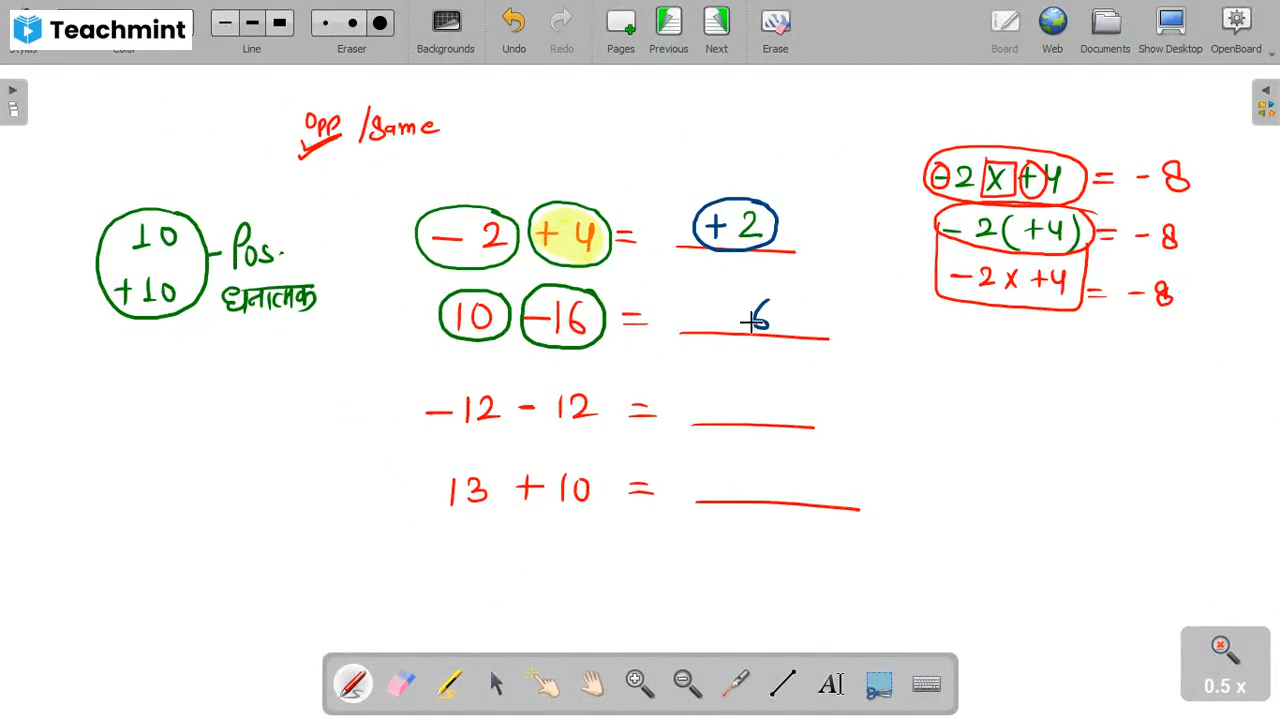 Teachmint
Color
Line
Eraser
Backgrounds
Undo
Redo
Pages
Previous
Next
Erase
Board
Web
Documents
Show Desktop
OpenBoard
Opp /Same
10
+10
- Pos.
धनात्मक
- 2 + 4 = + 2
10 -16 = 6
-12 - 12 =
13 + 10 =
-2 x +4 = -8
- 2 (+4) = -8
-2 x +4 = -8
0.5 x